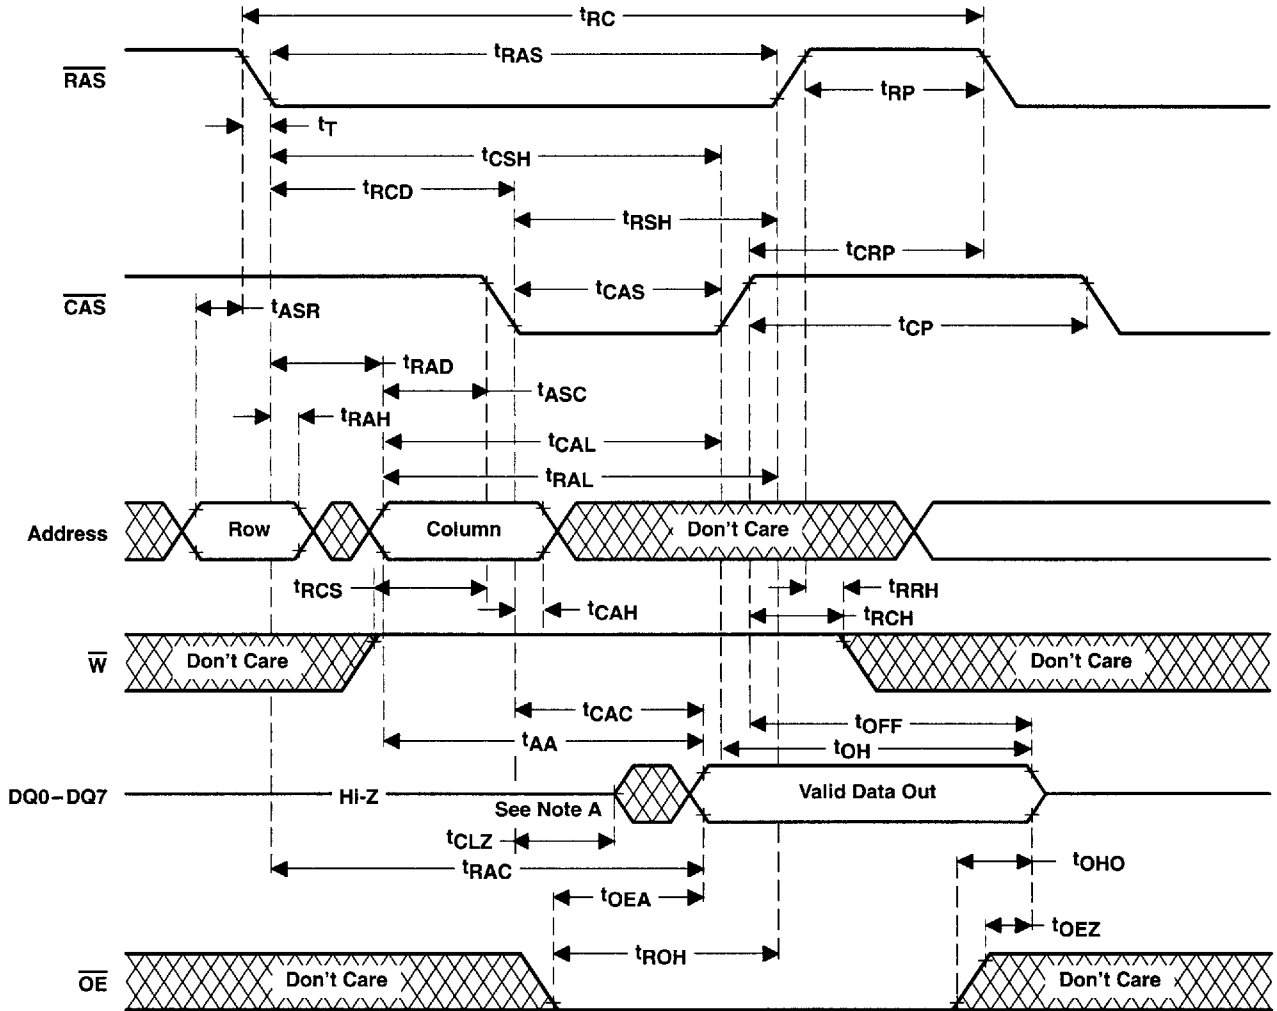 tRC
RAS
tRAS
tRP
tT
tCSH
tRCD
tRSH
tCRP
CAS
tASR
tCAS
tCP
tRAD
tASC
tRAH
tCAL
tRAL
Address
Row
Column
Don't Care
tRCS
tCAH
tRRH
tRCH
W
Don't Care
Don't Care
tCAC
tOFF
tAA
tOH
DQ0–DQ7
Hi-Z
See Note A
Valid Data Out
tCLZ
tRAC
tOHO
tOEA
tOEZ
tROH
OE
Don't Care
Don't Care